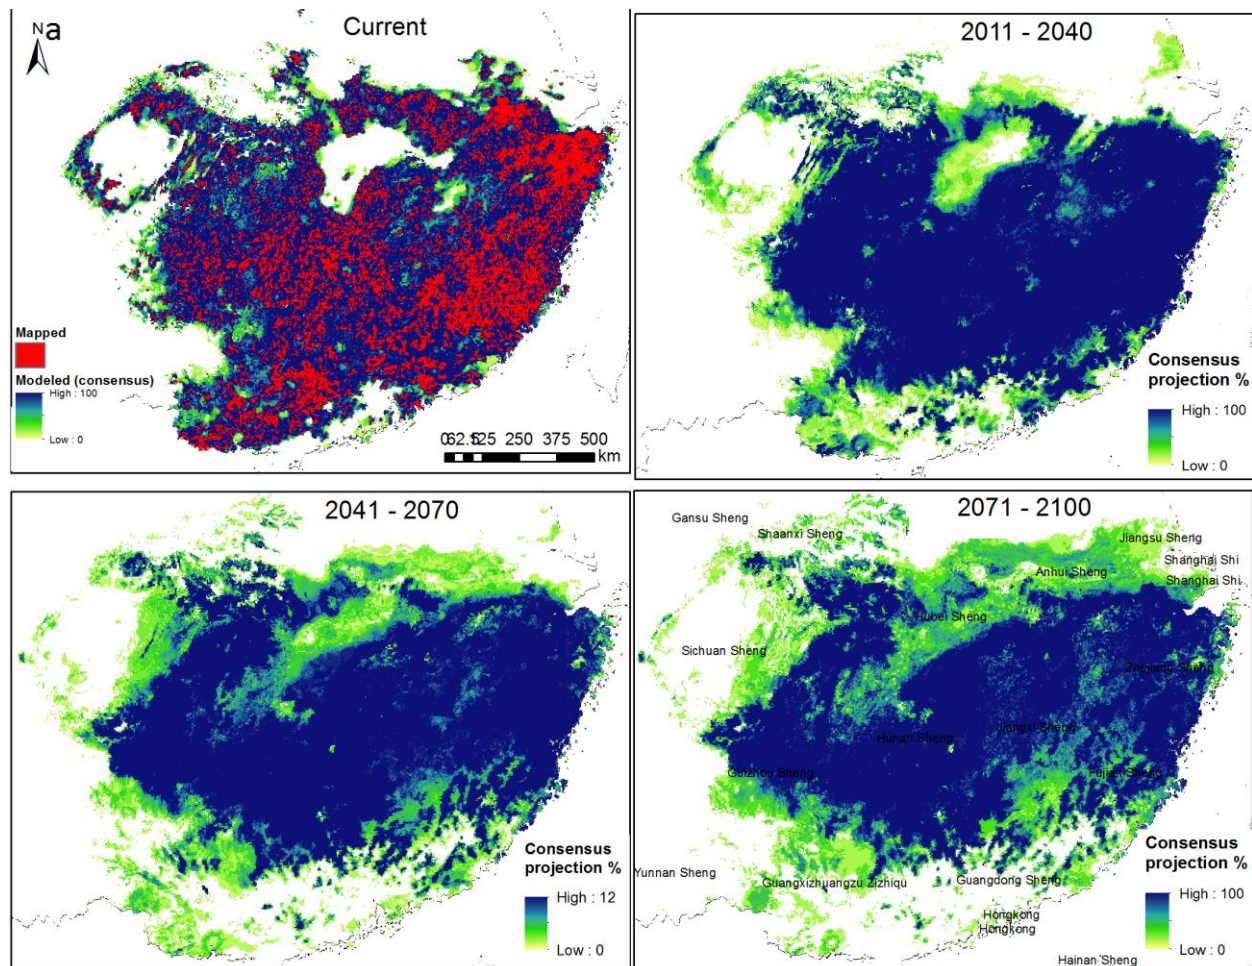 N
a
Current
Mapped
Modeled (consensus)
High : 100
Low : 0
0 62.5 125 250 375 500
km
2011 - 2040
Consensus
projection %
High : 100
Low : 0
2041 - 2070
Consensus
projection %
High : 12
Low : 0
2071 - 2100
Gansu Sheng
Shaanxi Sheng
Jiangsu Sheng
Shanghai Shi
Anhui Sheng
Shanghai Shi
Hubei Sheng
Sichuan Sheng
Zhejiang Sheng
Jiangxi Sheng
Hunan Sheng
Guizhou Sheng
Fujian Sheng
Yunnan Sheng
Guangxizhuangzu Zizhiqu
Guangdong Sheng
Hongkong
Hongkong
Hainan Sheng
Consensus
projection %
High : 100
Low : 0